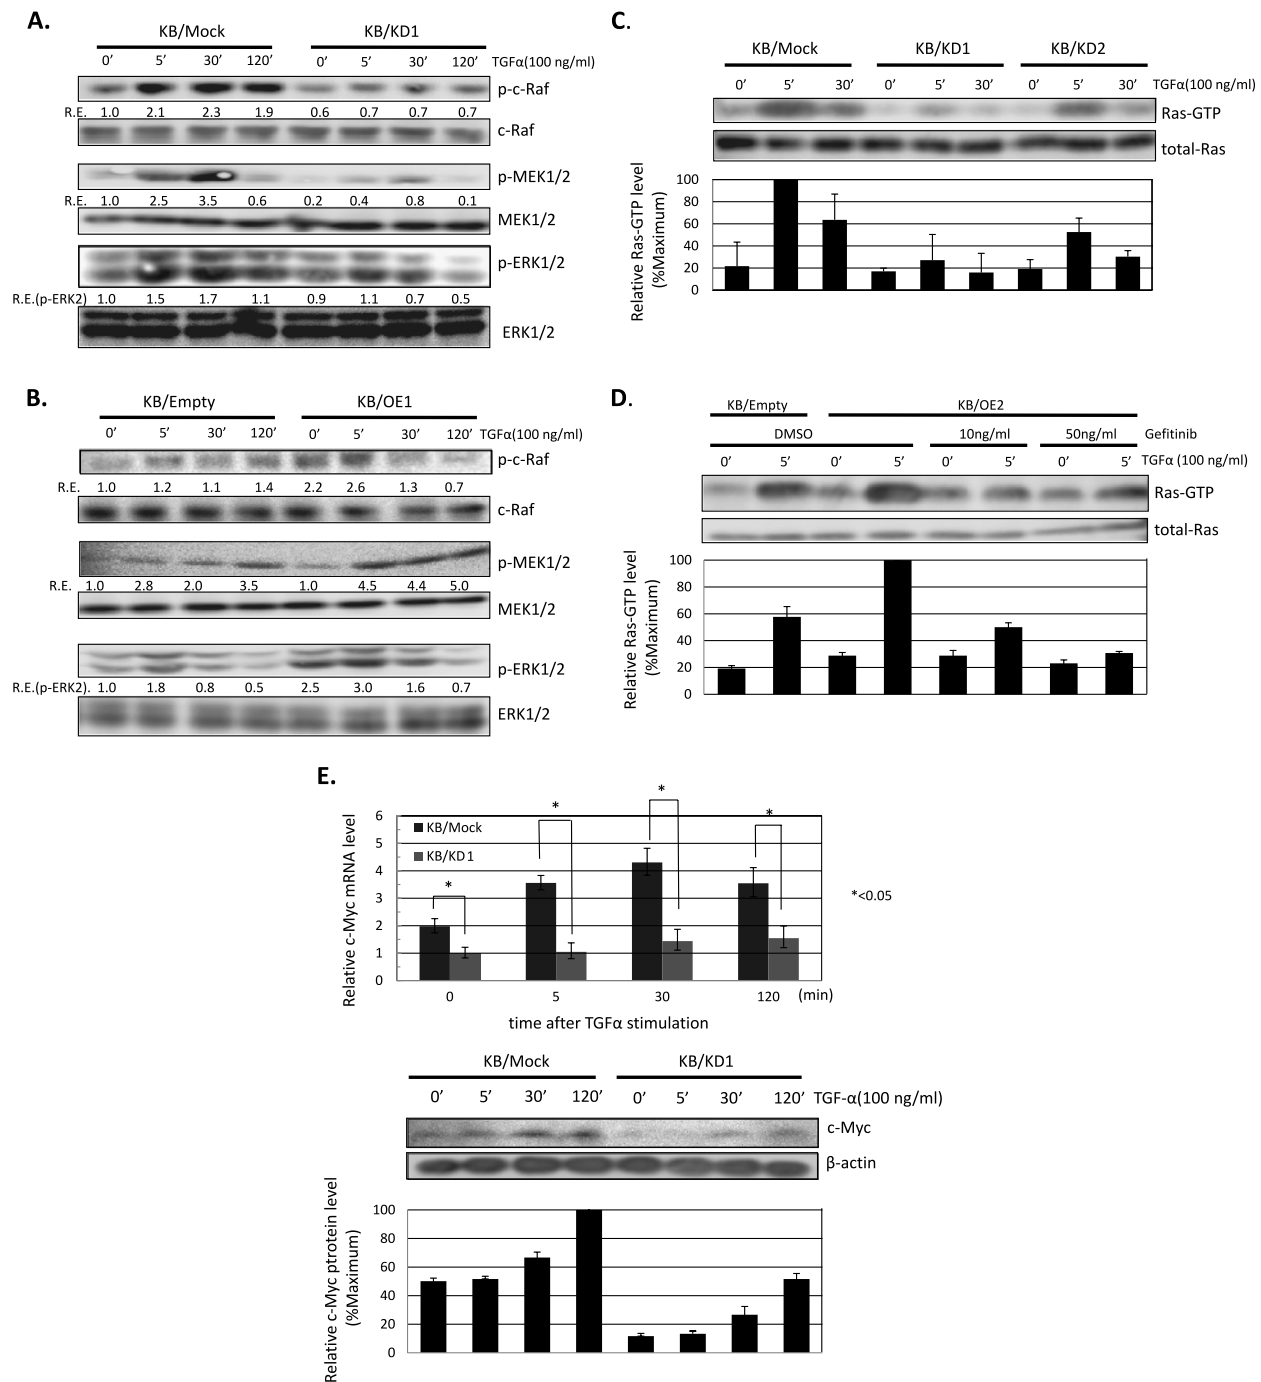 A.
KB/Mock KB/KD1
0’ 5’ 30’ 120’ 0’ 5’ 30’ 120’ TGFα(100 ng/ml)
p-c-Raf
R.E. 1.0 2.1 2.3 1.9 0.6 0.7 0.7 0.7
c-Raf
p-MEK1/2
R.E. 1.0 2.5 3.5 0.6 0.2 0.4 0.8 0.1
MEK1/2
p-ERK1/2
R.E.(p-ERK2) 1.0 1.5 1.7 1.1 0.9 1.1 0.7 0.5
ERK1/2
B.
KB/Empty KB/OE1
0’ 5’ 30’ 120’ 0’ 5’ 30’ 120’ TGFα(100 ng/ml)
p-c-Raf
R.E. 1.0 1.2 1.1 1.4 2.2 2.6 1.3 0.7
c-Raf
p-MEK1/2
R.E. 1.0 2.8 2.0 3.5 1.0 4.5 4.4 5.0
MEK1/2
p-ERK1/2
R.E.(p-ERK2). 1.0 1.8 0.8 0.5 2.5 3.0 1.6 0.7
ERK1/2
C.
KB/Mock KB/KD1 KB/KD2
0’ 5’ 30’ 0’ 5’ 30’ 0’ 5’ 30’ TGFα(100 ng/ml)
Ras-GTP
total-Ras
Relative Ras-GTP level
(%Maximum)
100
80
60
40
20
0
D.
KB/Empty KB/OE2
DMSO 10ng/ml 50ng/ml Gefitinib
0’ 5’ 0’ 5’ 0’ 5’ 0’ 5’ TGFα (100 ng/ml)
Ras-GTP
total-Ras
Relative Ras-GTP level
(%Maximum)
100
80
60
40
20
0
E.
Relative c-Myc mRNA level
6
5
4
3
2
1
0
KB/Mock
KB/KD1
* * * *
*<0.05
0 5 30 120 (min)
time after TGFα stimulation
KB/Mock KB/KD1
0’ 5’ 30’ 120’ 0’ 5’ 30’ 120’ TGF-α(100 ng/ml)
c-Myc
β-actin
Relative c-Myc ptrotein level
(%Maximum)
100
80
60
40
20
0